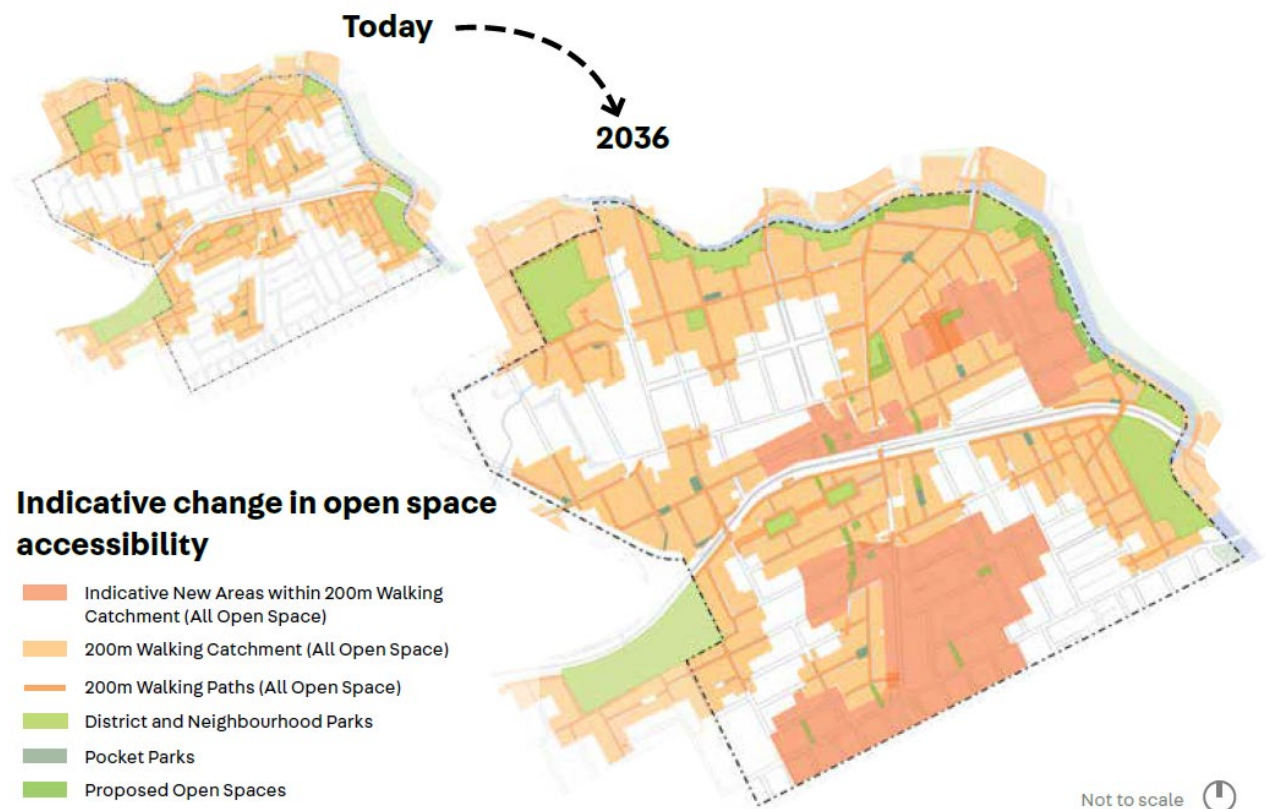 Today
2036
Indicative change in open space
accessibility
Indicative New Areas within 200m Walking
Catchment (All Open Space)
200m Walking Catchment (All Open Space)
200m Walking Paths (All Open Space)
District and Neighbourhood Parks
Pocket Parks
Proposed Open Spaces
Not to scale